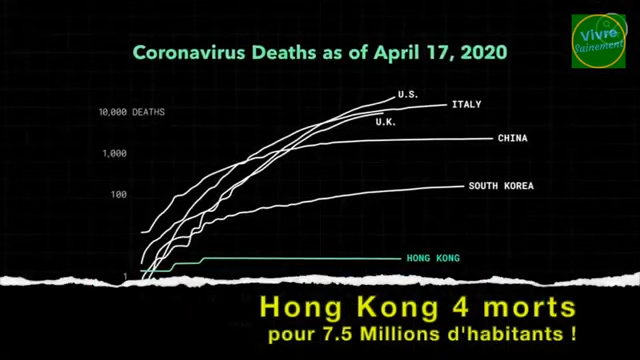 Vivre
Sainement
Coronavirus Deaths as of April 17, 2020
U.S.
10,000 DEATHS
ITALY
U.K.
1,000
CHINA
100
SOUTH KOREA
HONG KONG
1
Hong Kong 4 morts
pour 7.5 Millions d'habitants !